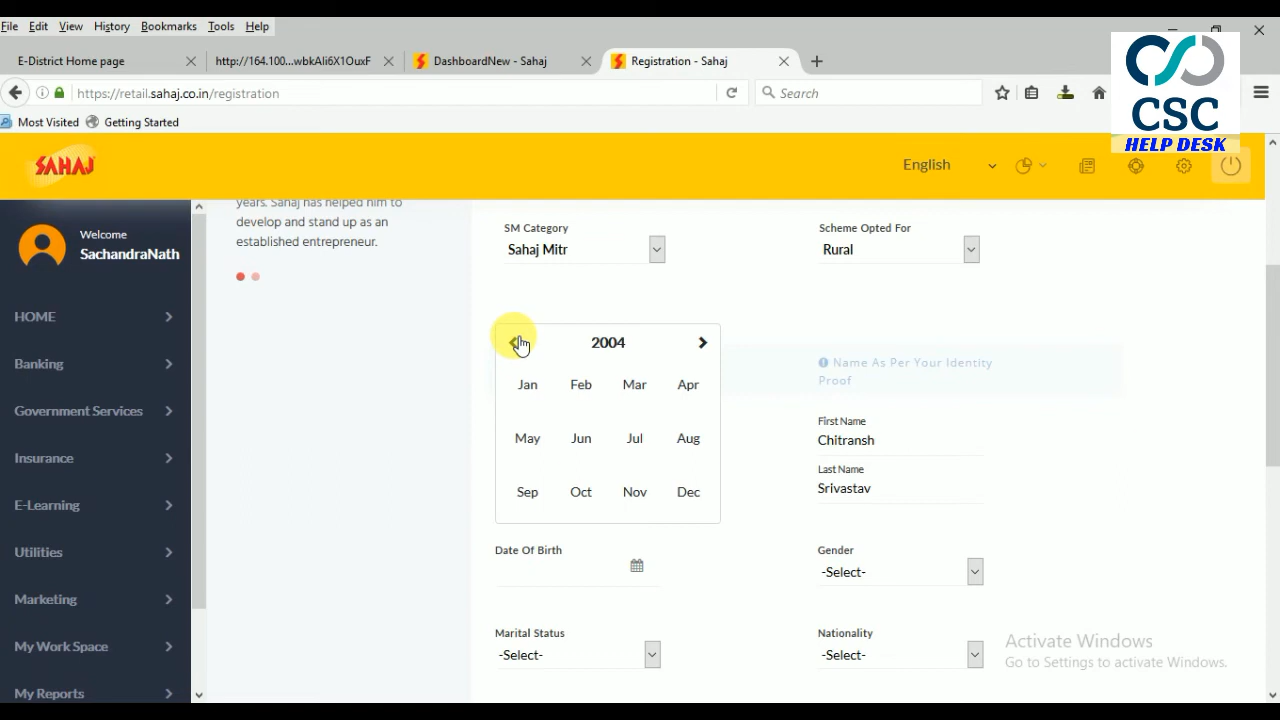 File Edit View History Bookmarks Tools Help
E-District Home page
http://164.100...wbkAli6X1OuxF
DashboardNew - Sahaj
Registration - Sahaj
https://retail.sahaj.co.in/registration
Search
Most Visited
Getting Started
CSC
HELP DESK
SAHAJ
English
Welcome
SachandraNath
HOME
Banking
Government Services
Insurance
E-Learning
Utilities
Marketing
My Work Space
My Reports
years. Sahaj has helped him to
develop and stand up as an
established entrepreneur.
SM Category
Sahaj Mitr
Scheme Opted For
Rural
2004
Jan Feb Mar Apr
May Jun Jul Aug
Sep Oct Nov Dec
Name As Per Your Identity
Proof
First Name
Chitransh
Last Name
Srivastav
Date Of Birth
Gender
-Select-
Marital Status
-Select-
Nationality
-Select-
Activate Windows
Go to Settings to activate Windows.